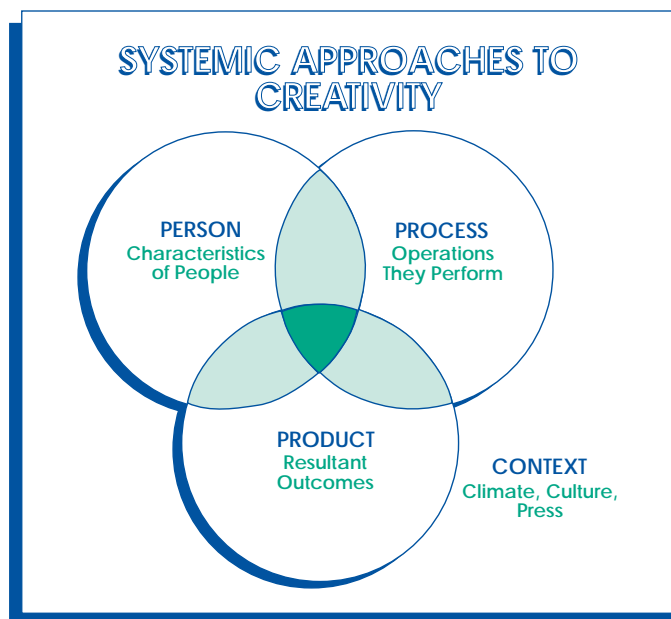 SYSTEMIC APPROACHES TO
CREATIVITY
PERSON
Characteristics
of People
PROCESS
Operations
They Perform
PRODUCT
Resultant
Outcomes
CONTEXT
Climate, Culture,
Press